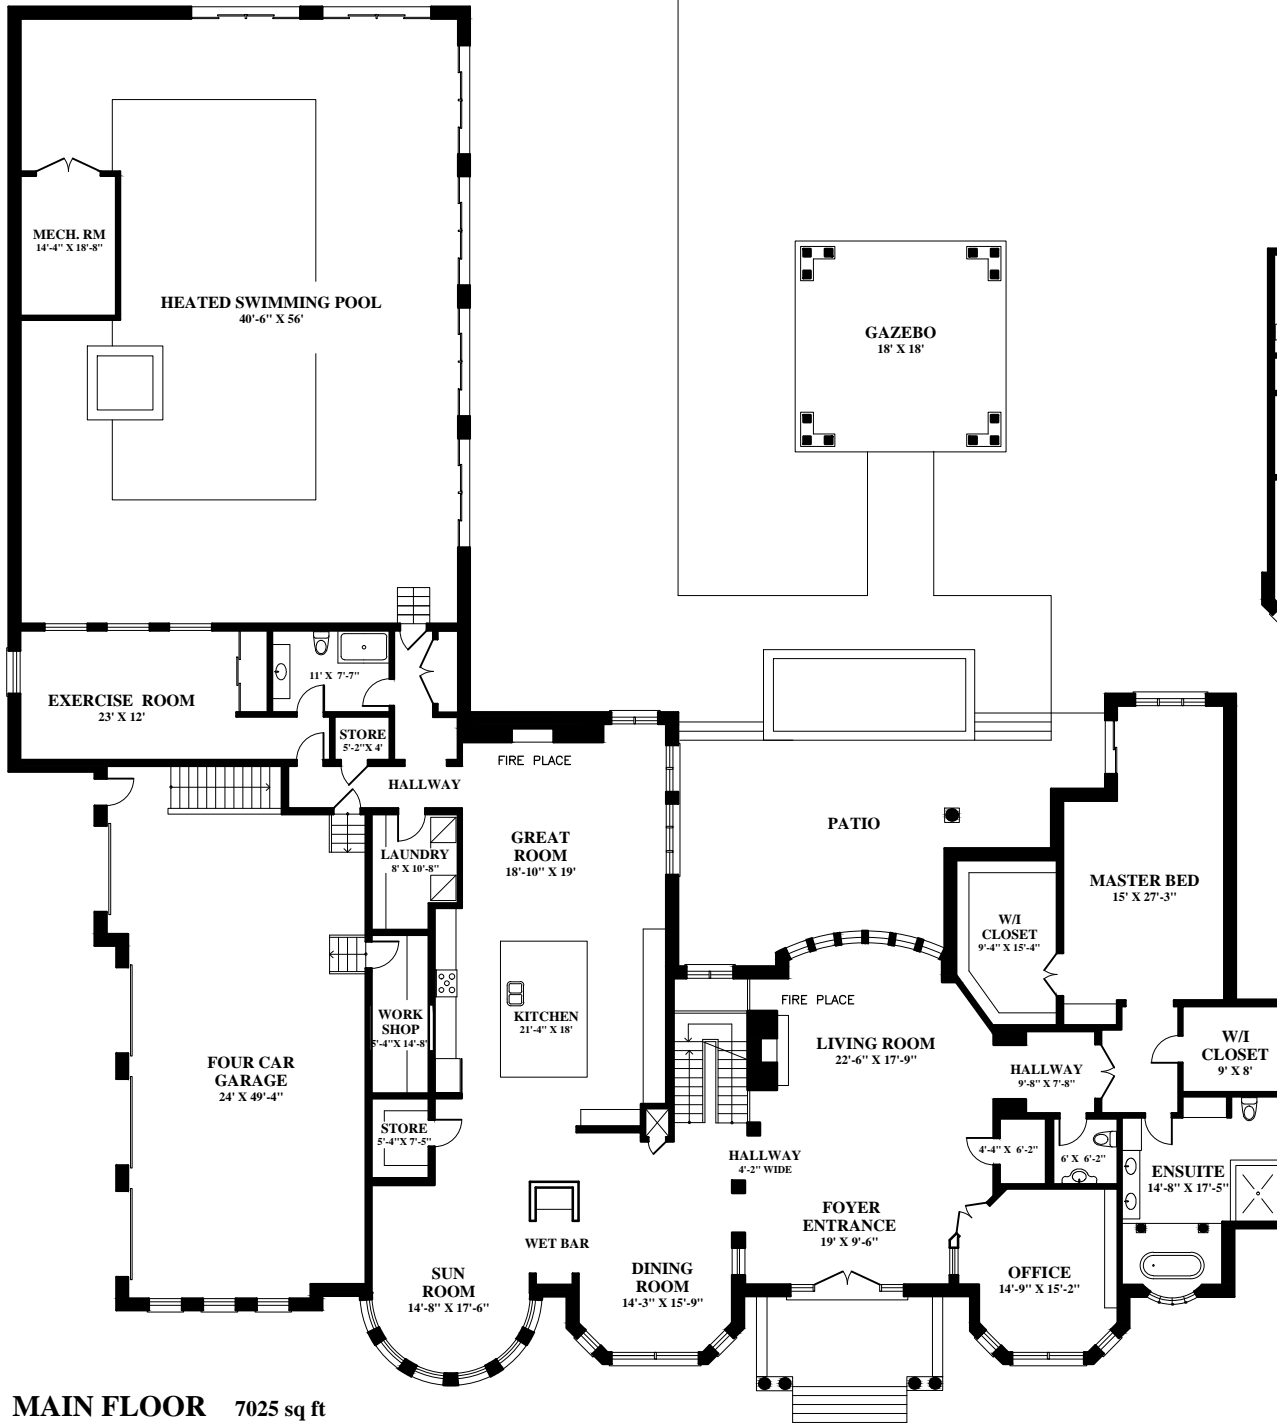 MECH. RM
14'-4" X 18'-8"
HEATED SWIMMING POOL
40'-6" X 56'
GAZEBO
18' X 18'
11' X 7'-7"
EXERCISE ROOM
23' X 12'
STORE
5'-2"X 4'
FIRE PLACE
HALLWAY
GREAT
ROOM
18'-10" X 19'
PATIO
LAUNDRY
8' X 10'-8"
MASTER BED
15' X 27'-3"
W/I
CLOSET
9'-4" X 15'-4"
FIRE PLACE
WORK
SHOP
5'-4"X 14'-8"
KITCHEN
21'-4" X 18'
LIVING ROOM
22'-6" X 17'-9"
W/I
CLOSET
9' X 8'
FOUR CAR
GARAGE
24' X 49'-4"
HALLWAY
9'-8" X 7'-8"
STORE
5'-4"X 7'-5"
HALLWAY
4'-2" WIDE
4'-4" X 6'-2"
6' X 6'-2"
ENSUITE
14'-8" X 17'-5"
FOYER
ENTRANCE
19' X 9'-6"
WET BAR
SUN
ROOM
14'-8" X 17'-6"
DINING
ROOM
14'-3" X 15'-9"
OFFICE
14'-9" X 15'-2"
MAIN FLOOR 7025 sq ft